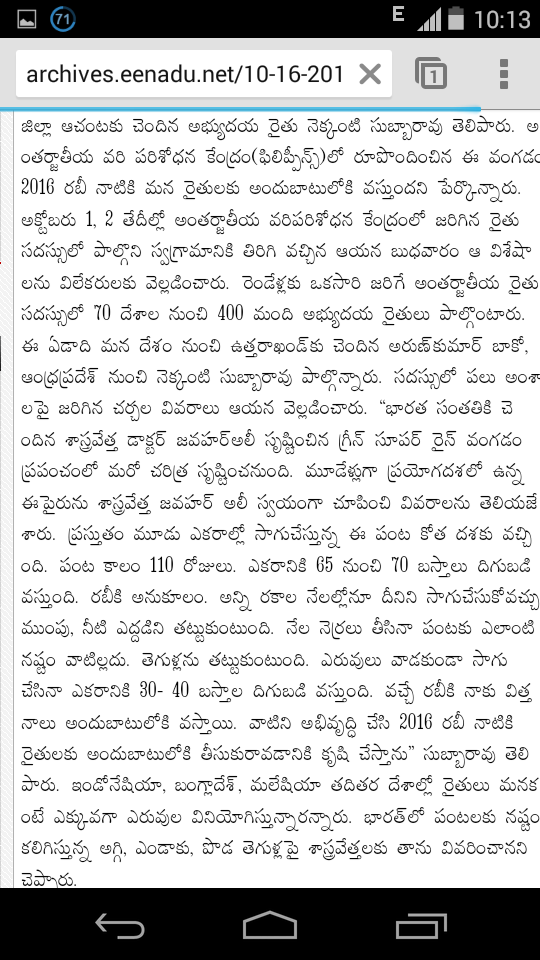 71 E 10:13
archives.eenadu.net/10-16-201 1
జిల్లా ఆచంటకు చెందిన అభ్యుదయ రైతు నెక్కంటి సుబ్బారావు తెలిపారు. అ
ంతర్జాతీయ వరి పరిశోధన కేంద్రం(ఫిలిప్పీన్స్)లో రూపొందించిన ఈ వంగడం
2016 రబీ నాటికి మన రైతులకు అందుబాటులోకి వస్తుందని పేర్కొన్నారు.
అక్టోబరు 1, 2 తేదీల్లో అంతర్జాతీయ వరిపరిశోధన కేంద్రంలో జరిగిన రైతు
సదస్సులో పాల్గొని స్వగ్రామానికి తిరిగి వచ్చిన ఆయన బుధవారం ఆ విశేషా
లను విలేకరులకు వెల్లడించారు. రెండేళ్లకు ఒకసారి జరిగే అంతర్జాతీయ రైతు
సదస్సులో 70 దేశాల నుంచి 400 మంది అభ్యుదయ రైతులు పాల్గొంటారు.
ఈ ఏడాది మన దేశం నుంచి ఉత్తరాఖండ్‌కు చెందిన అరుణ్‌కుమార్ బాకో,
ఆంధ్రప్రదేశ్ నుంచి నెక్కంటి సుబ్బారావు పాల్గొన్నారు. సదస్సులో పలు అంశా
లపై జరిగిన చర్చల వివరాలు ఆయన వెల్లడించారు. “భారత సంతతికి చె
ందిన శాస్త్రవేత్త డాక్టర్ జవహర్‌అలీ సృష్టించిన గ్రీన్ సూపర్ రైస్ వంగడం
ప్రపంచంలో మరో చరిత్ర సృష్టించనుంది. మూడేళ్లుగా ప్రయోగదశలో ఉన్న
ఈపైరును శాస్త్రవేత్త జవహర్ అలీ స్వయంగా చూపించి వివరాలను తెలియజే
శారు. ప్రస్తుతం మూడు ఎకరాల్లో సాగుచేస్తున్న ఈ పంట కోత దశకు వచ్చి
ంది. పంట కాలం 110 రోజులు. ఎకరానికి 65 నుంచి 70 బస్తాలు దిగుబడి
వస్తుంది. రబీకి అనుకూలం. అన్ని రకాల నేలల్లోనూ దీనిని సాగుచేసుకోవచ్చు
ముంపు, నీటి ఎద్దడిని తట్టుకుంటుంది. నేల నెర్రలు తీసినా పంటకు ఎలాంటి
నష్టం వాటిల్లదు. తెగుళ్లను తట్టుకుంటుంది. ఎరువులు వాడకుండా సాగు
చేసినా ఎకరానికి 30- 40 బస్తాల దిగుబడి వస్తుంది. వచ్చే రబీకి నాకు విత్త
నాలు అందుబాటులోకి వస్తాయి. వాటిని అభివృద్ధి చేసి 2016 రబీ నాటికి
రైతులకు అందుబాటులోకి తీసుకురావడానికి కృషి చేస్తాను” సుబ్బారావు తెలి
పారు. ఇండోనేషియా, బంగ్లాదేశ్, మలేషియా తదితర దేశాల్లో రైతులు మనక
ంటే ఎక్కువగా ఎరువుల వినియోగిస్తున్నారన్నారు. భారత్‌లో పంటలకు నష్టం
కలిగిస్తున్న అగ్గి, ఎండాకు, పొడ తెగుళ్లపై శాస్త్రవేత్తలకు తాను వివరించానని
చెప్పారు.